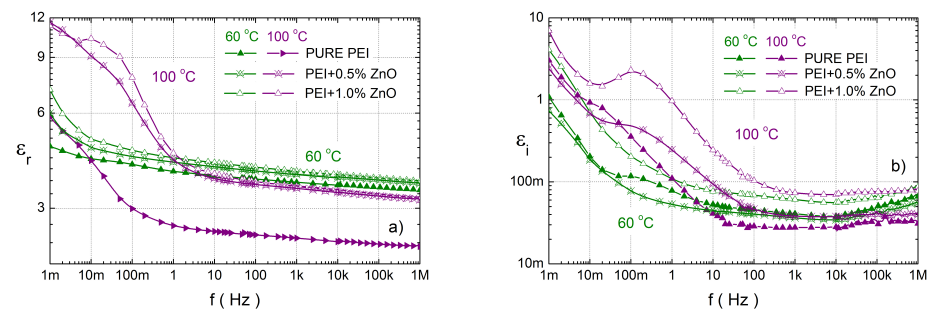 12
9
6
3
εr
60 °C 100 °C
PURE PEI
PEI+0.5% ZnO
PEI+1.0% ZnO
100 °C
60 °C
a)
1m 10m 100m 1 10 100 1k 10k 100k 1M
f ( Hz )
10
1
100m
10m
εi
60 °C 100 °C
PURE PEI
PEI+0.5% ZnO
PEI+1.0% ZnO
100 °C
60 °C
b)
1m 10m 100m 1 10 100 1k 10k 100k 1M
f ( Hz )